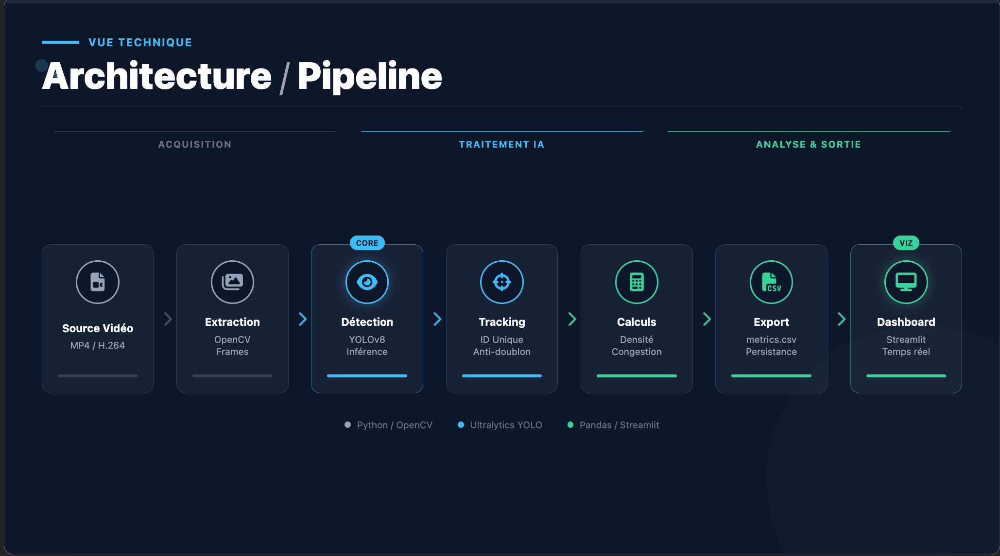 VUE TECHNIQUE
Architecture / Pipeline
ACQUISITION
TRAITEMENT IA
ANALYSE & SORTIE
Source Vidéo
MP4 / H.264
Extraction
OpenCV
Frames
CORE
Détection
YOLOv8
Inférence
Tracking
ID Unique
Anti-doublon
Calculs
Densité
Congestion
CSV
Export
metrics.csv
Persistance
VIZ
Dashboard
Streamlit
Temps réel
Python / OpenCV
Ultralytics YOLO
Pandas / Streamlit